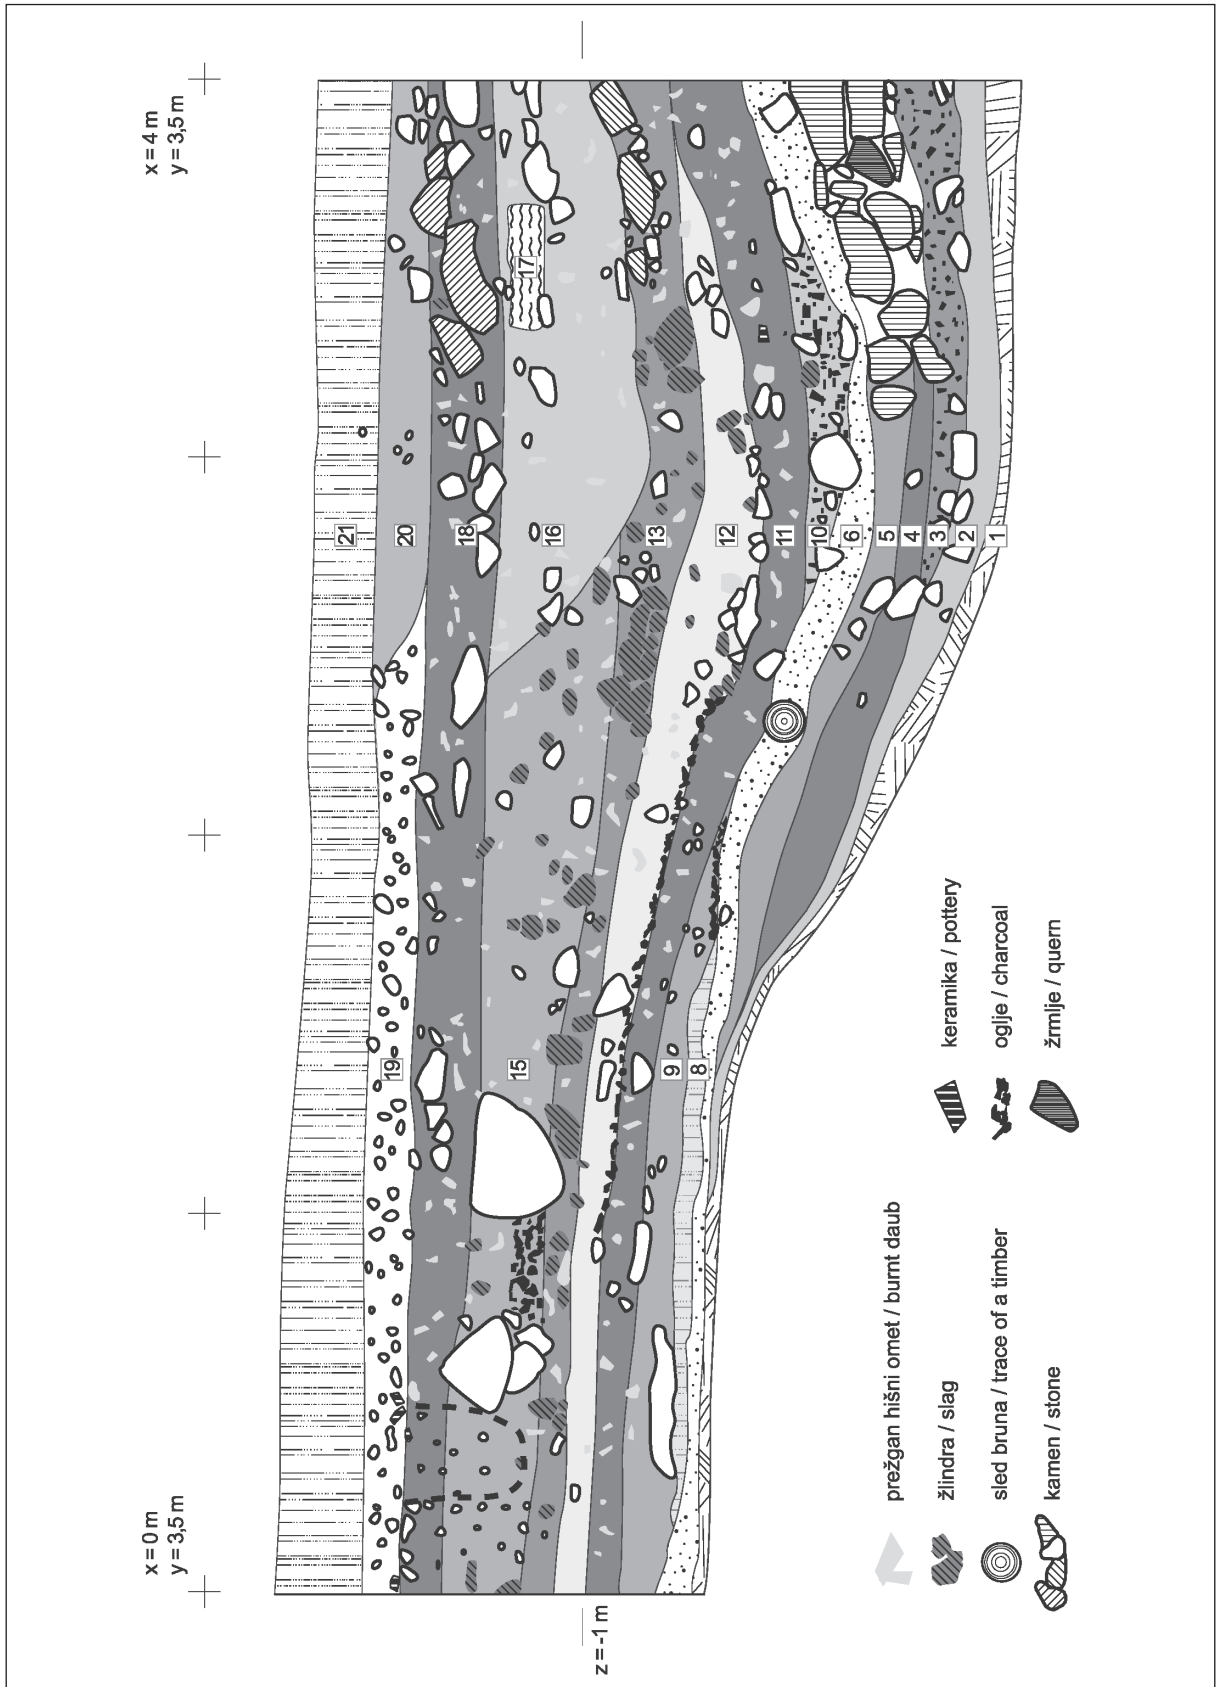 x = 0 m
y = 3,5 m
x = 4 m
y = 3,5 m
z = -1 m
21
20
19
18
17
16
15
13
12
11
10
9
8
6
5
4
3
2
1
prežgan hišni omet / burnt daub
žlindra / slag
sled bruna / trace of a timber
kamen / stone
keramika / pottery
oglje / charcoal
žrmlje / quern